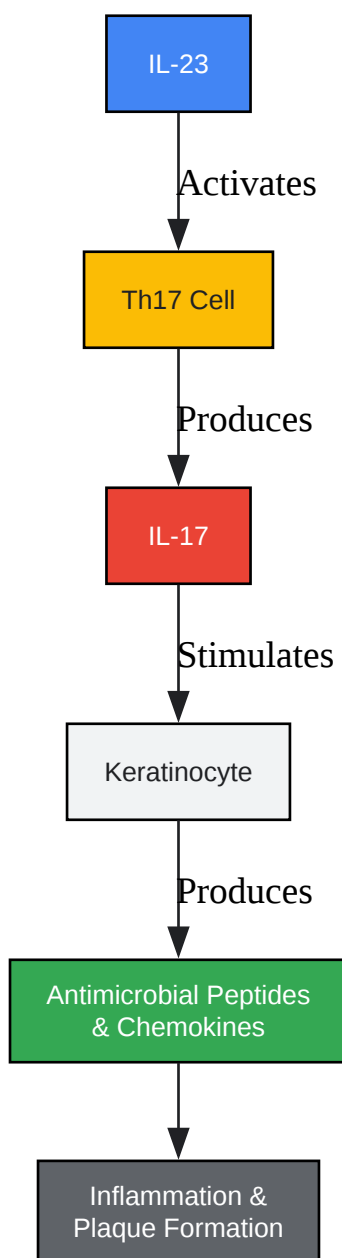 IL-23
Activates
Th17 Cell
Produces
IL-17
Stimulates
Keratinocyte
Produces
Antimicrobial Peptides
& Chemokines
Inflammation &
Plaque Formation